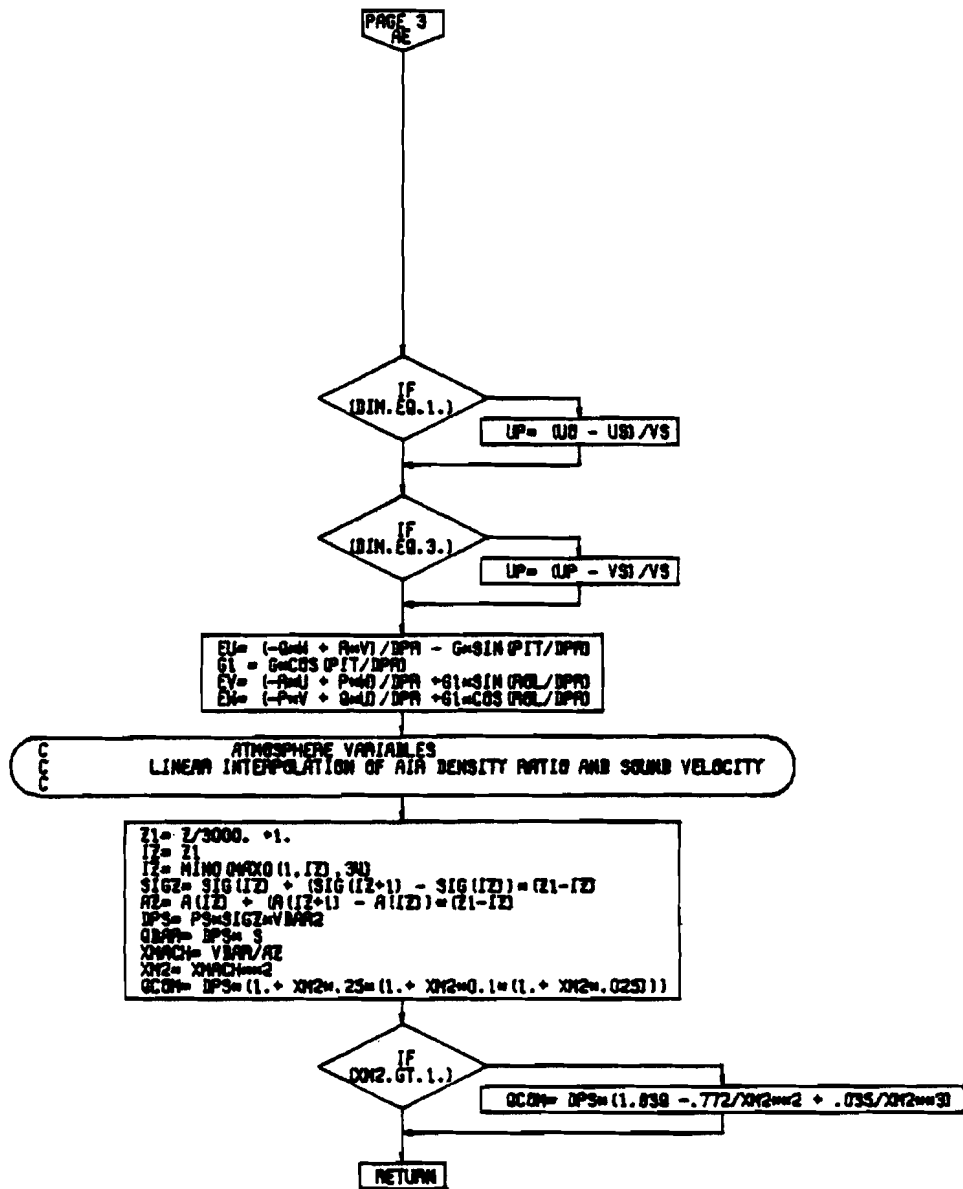 PAGE 3
AE
IF
(DIM.EQ.1.)
UP= (UO - US)/VS
IF
(DIM.EQ.3.)
UP= (UP - VS)/VS
EU= (-Q*W + R*V)/DPR - G*SIN(PIT/DPR)
G1 = G*COS(PIT/DPR)
EV= (-R*U + P*W)/DPR +G1*SIN(ROL/DPR)
EW= (-P*V + Q*U)/DPR +G1*COS(ROL/DPR)
C ATMOSPHERE VARIABLES
C LINEAR INTERPOLATION OF AIR DENSITY RATIO AND SOUND VELOCITY
C
Z1= Z/3000. +1.
IZ= Z1
IZ= MINO(MAXO(1,IZ),34)
SIGZ= SIG(IZ) + (SIG(IZ+1) - SIG(IZ))*(Z1-IZ)
AZ= A(IZ) + (A(IZ+1) - A(IZ))*(Z1-IZ)
DPS= PS*SIGZ*VBAR2
QBAR= DPS* S
XMACH= VBAR/AZ
XM2= XMACH**2
QCOM= DPS*(1.+ XM2*.25*(1.+ XM2*0.1*(1.+ XM2*.025)))
IF
(XM2.GT.1.)
QCOM= DPS*(1.839 -.772/XM2**2 + .035/XM2**3)
RETURN